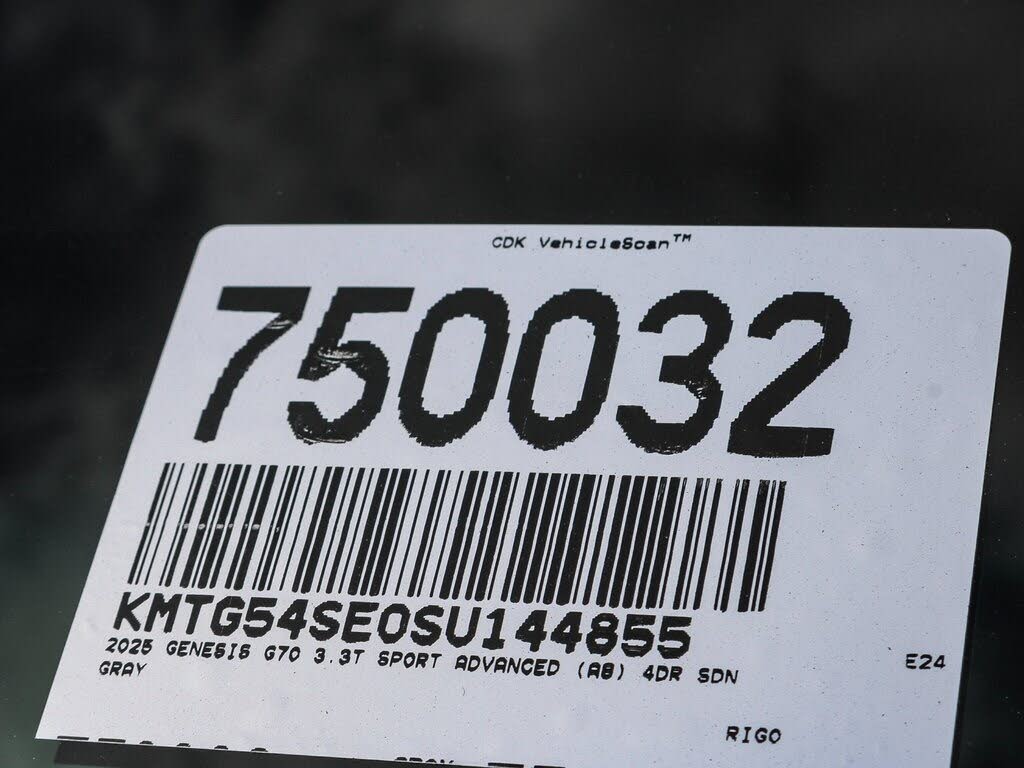 CDK VehicleScan™
750032
KMTG54SE0SU144855
2025 GENESIS G70 3.3T SPORT ADVANCED (A8) 4DR SDN
GRAY
E24
RIGO